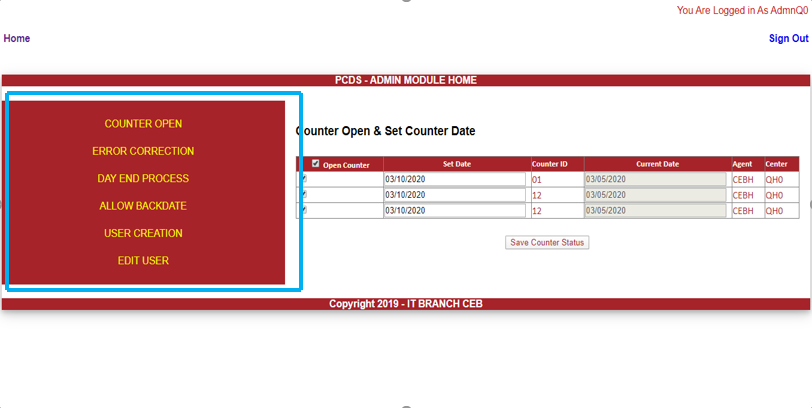 You Are Logged in As AdmnQ0
Home
Sign Out
PCDS - ADMIN MODULE HOME
COUNTER OPEN
ERROR CORRECTION
DAY END PROCESS
ALLOW BACKDATE
USER CREATION
EDIT USER
Counter Open & Set Counter Date
Open Counter Set Date Counter ID Current Date Agent Center
03/10/2020 01 03/05/2020 CEBH QH0
03/10/2020 12 03/05/2020 CEBH QH0
03/10/2020 12 03/05/2020 CEBH QH0
Save Counter Status
Copyright 2019 - IT BRANCH CEB